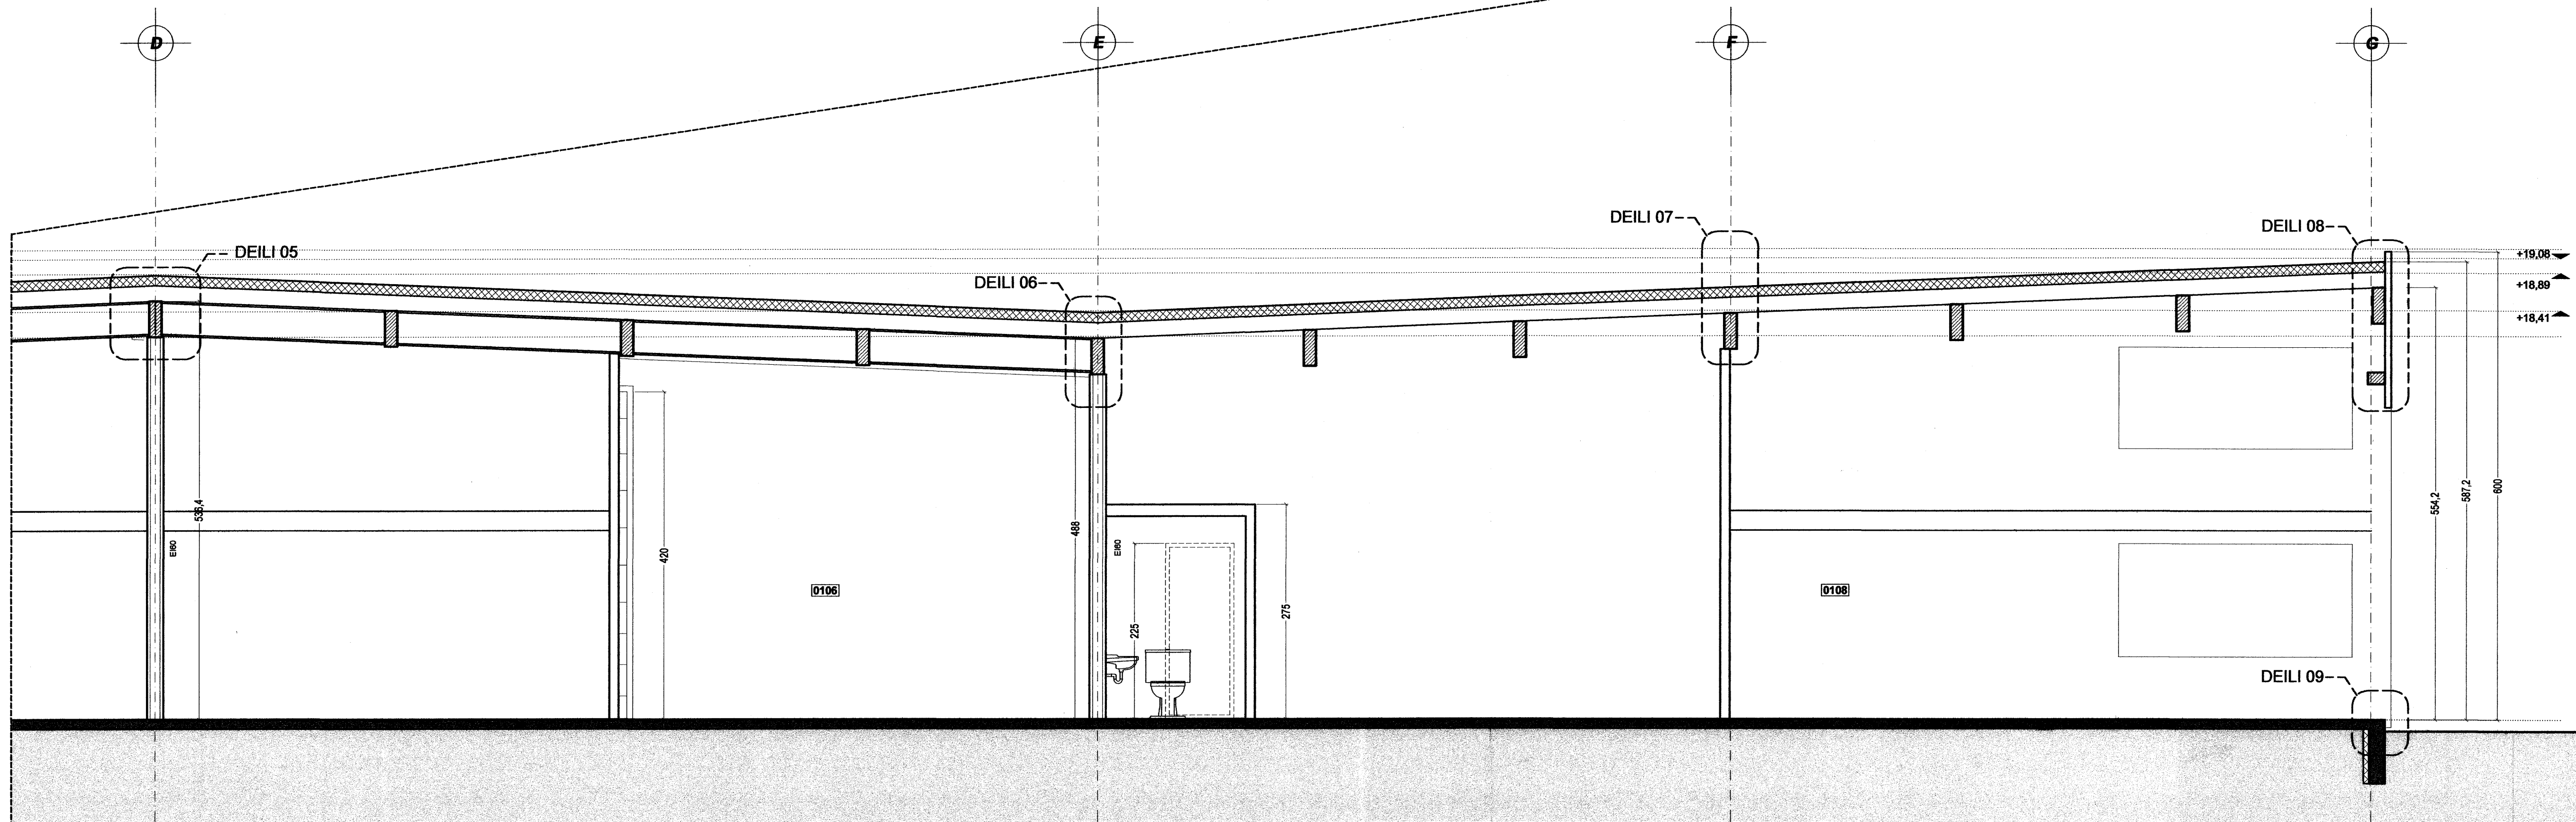 D
E
F
G
DEILI 07
DEILI 08
DEILI 05
+19,08
DEILI 06
+18,89
+18,41
536,4
EI60
420
488
EI60
554,2
587,2
600
0106
0108
225
275
DEILI 09